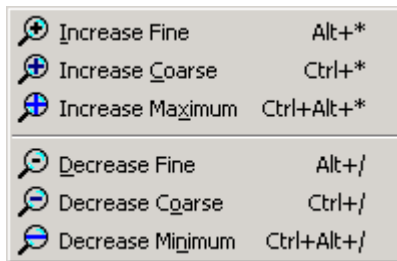 Increase Fine Alt+*
Increase Coarse Ctrl+*
Increase Maximum Ctrl+Alt+*
Decrease Fine Alt+/
Decrease Coarse Ctrl+/
Decrease Minimum Ctrl+Alt+/